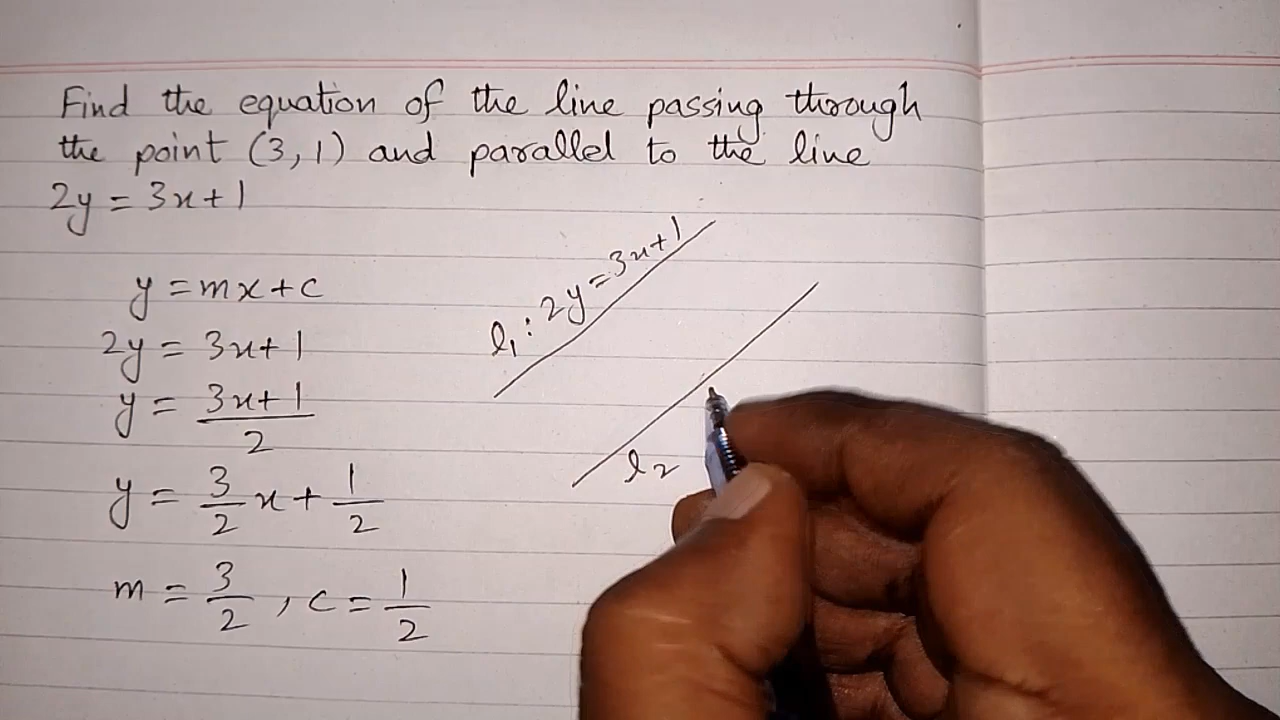 Find the equation of the line passing through
the point (3,1) and parallel to the line
2y = 3x+1
y = mx+c
2y = 3x+1
y = 3x+1/2
y = 3/2 x + 1/2
m = 3/2 , c = 1/2
l₁ : 2y = 3x+1
l₂